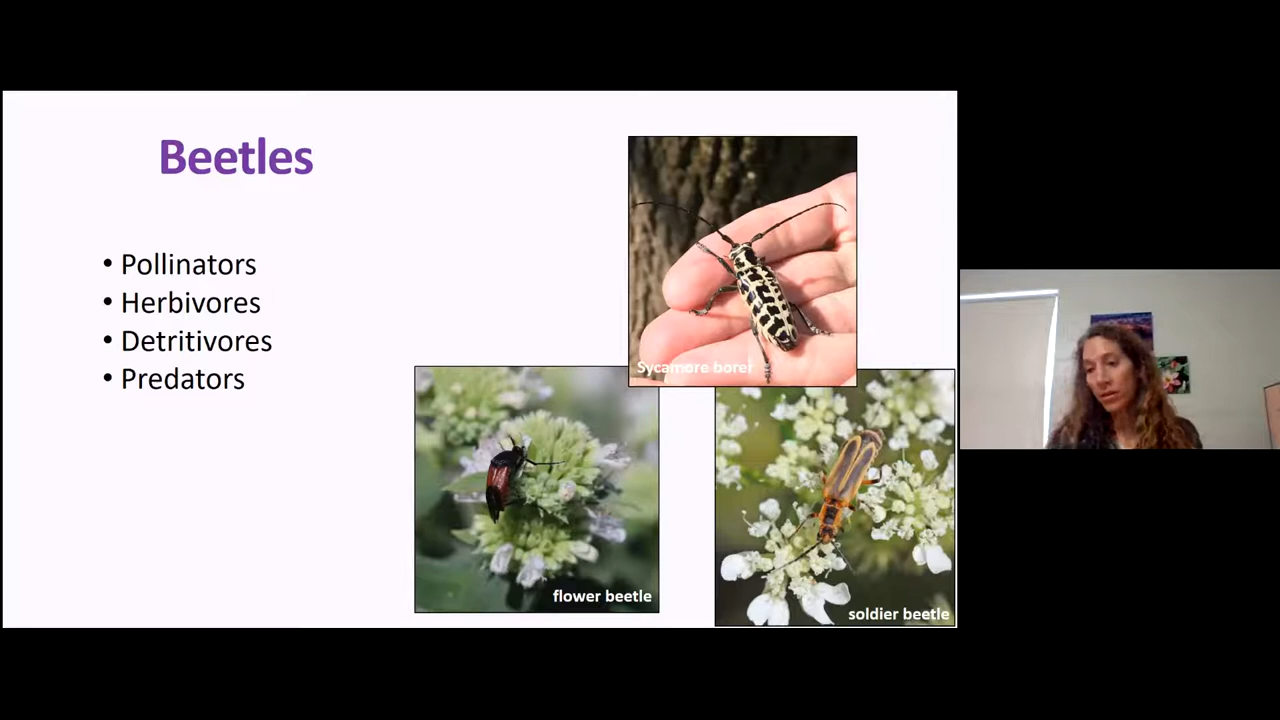 Beetles
• Pollinators
• Herbivores
• Detritivores
• Predators
Sycamore borer
flower beetle
soldier beetle